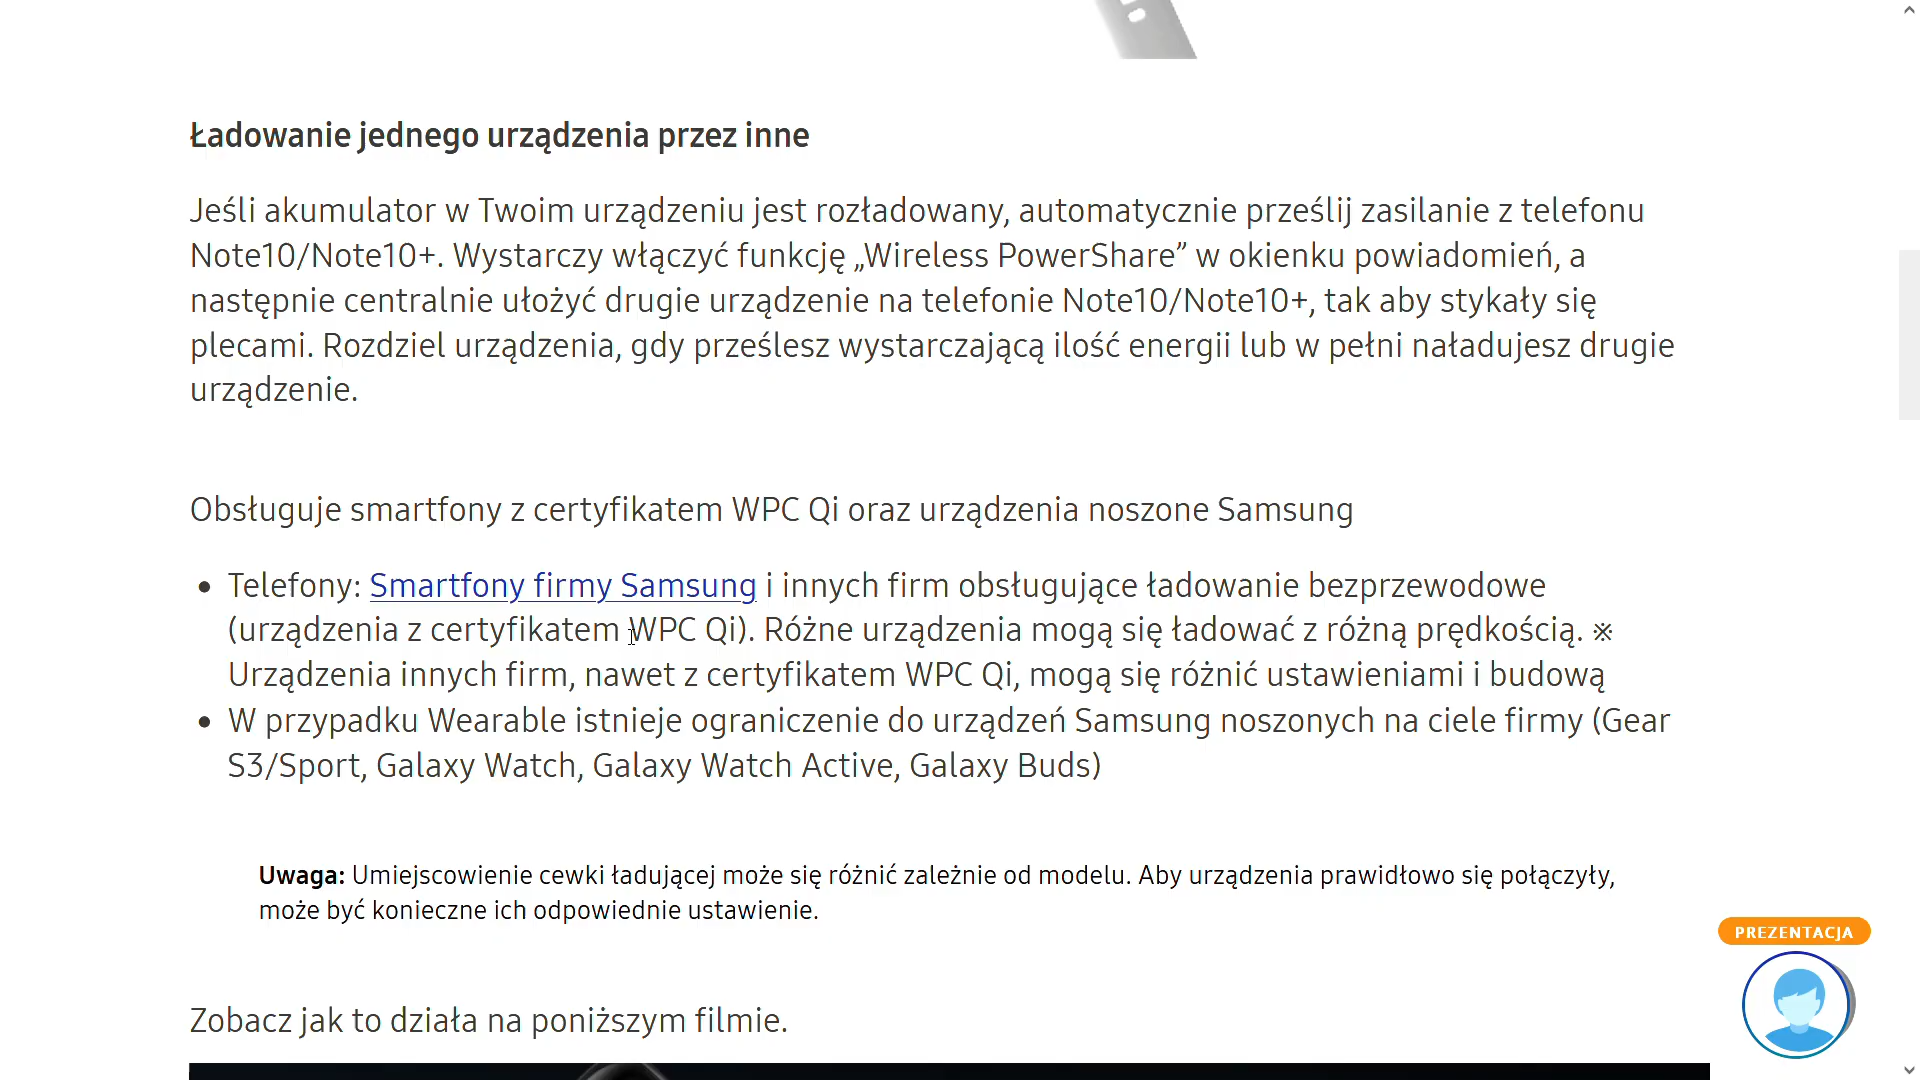 Ładowanie jednego urządzenia przez inne
Jeśli akumulator w Twoim urządzeniu jest rozładowany, automatycznie prześlij zasilanie z telefonu
Note10/Note10+. Wystarczy włączyć funkcję „Wireless PowerShare” w okienku powiadomień, a
następnie centralnie ułożyć drugie urządzenie na telefonie Note10/Note10+, tak aby stykały się
plecami. Rozdziel urządzenia, gdy prześlesz wystarczającą ilość energii lub w pełni naładujesz drugie
urządzenie.
Obsługuje smartfony z certyfikatem WPC Qi oraz urządzenia noszone Samsung
• Telefony: Smartfony firmy Samsung i innych firm obsługujące ładowanie bezprzewodowe
(urządzenia z certyfikatem WPC Qi). Różne urządzenia mogą się ładować z różną prędkością. ※
Urządzenia innych firm, nawet z certyfikatem WPC Qi, mogą się różnić ustawieniami i budową
• W przypadku Wearable istnieje ograniczenie do urządzeń Samsung noszonych na ciele firmy (Gear
S3/Sport, Galaxy Watch, Galaxy Watch Active, Galaxy Buds)
Uwaga: Umiejscowienie cewki ładującej może się różnić zależnie od modelu. Aby urządzenia prawidłowo się połączyły,
może być konieczne ich odpowiednie ustawienie.
PREZENTACJA
Zobacz jak to działa na poniższym filmie.